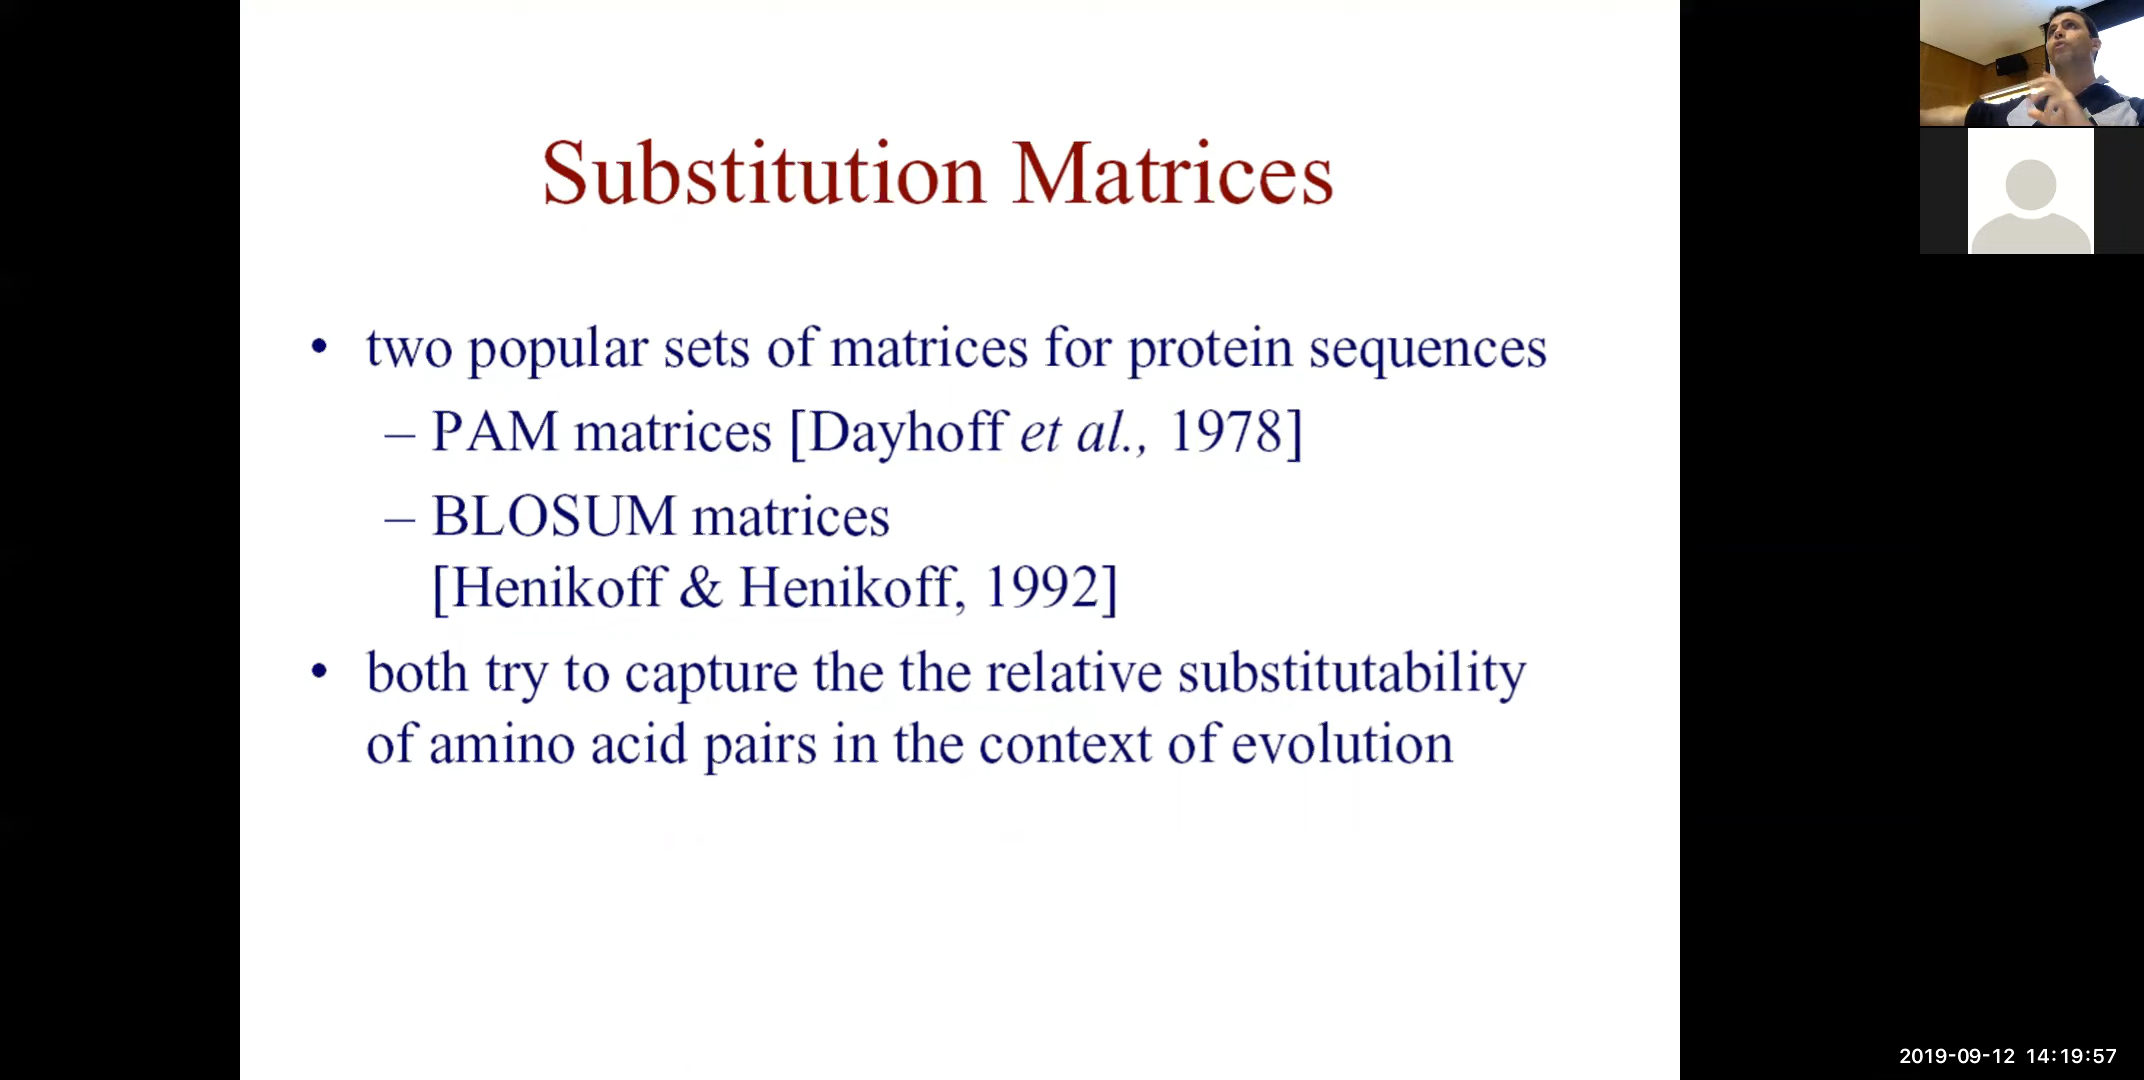 Substitution Matrices
• two popular sets of matrices for protein sequences
– PAM matrices [Dayhoff et al., 1978]
– BLOSUM matrices
[Henikoff & Henikoff, 1992]
• both try to capture the the relative substitutability
of amino acid pairs in the context of evolution
2019-09-12 14:19:57